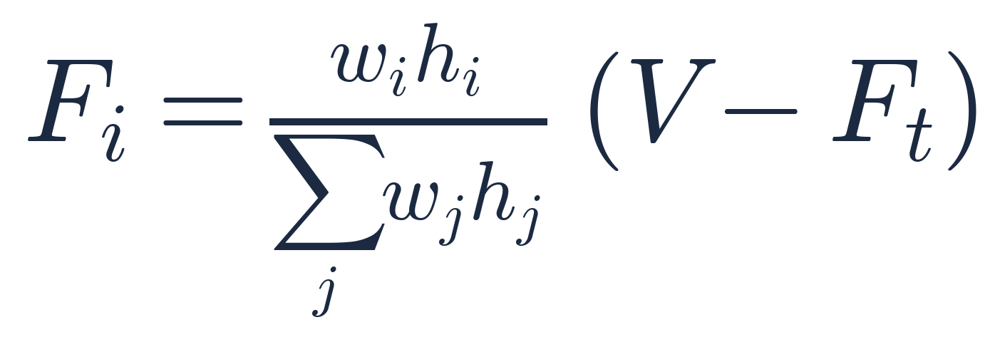 F_i = \frac{w_i h_i}{\sum_j w_j h_j} (V - F_t)